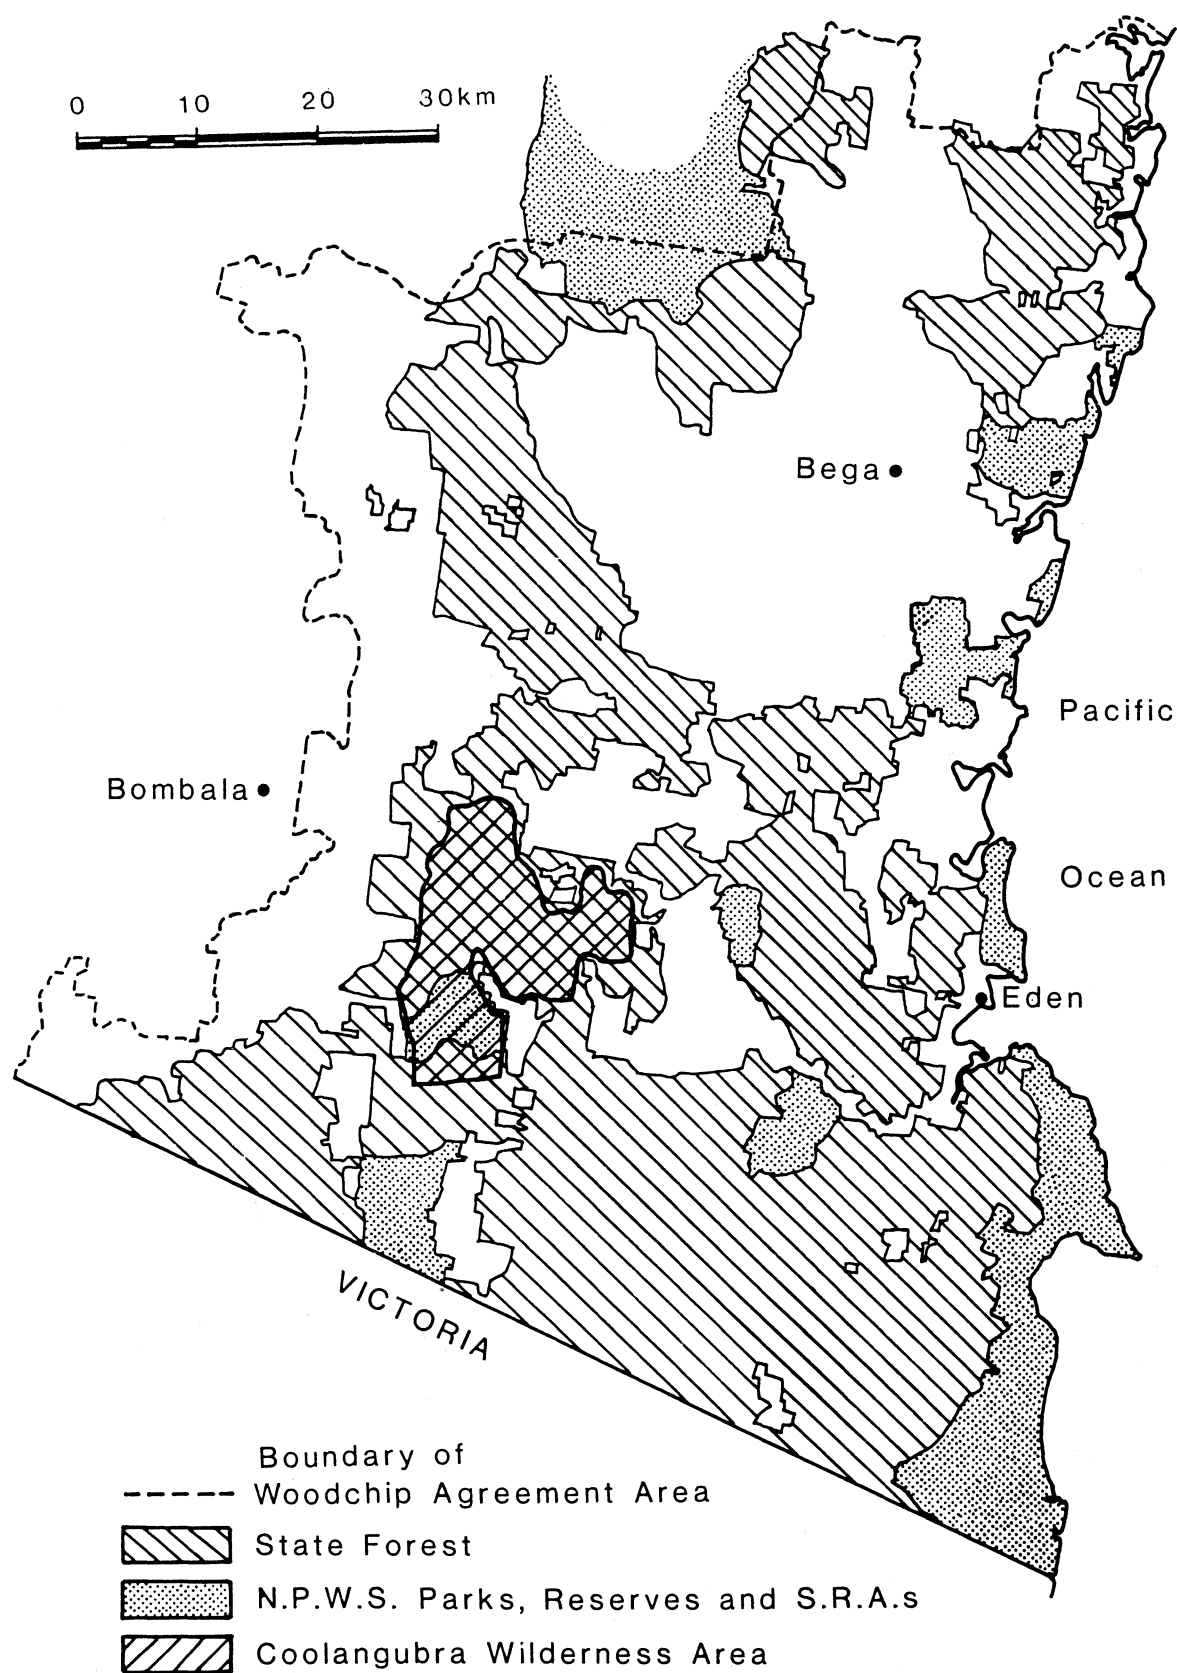 0 10 20 30km
Bega
Pacific
Bombala
Ocean
Eden
VICTORIA
Boundary of
Woodchip Agreement Area
State Forest
N.P.W.S. Parks, Reserves and S.R.A.s
Coolangubra Wilderness Area